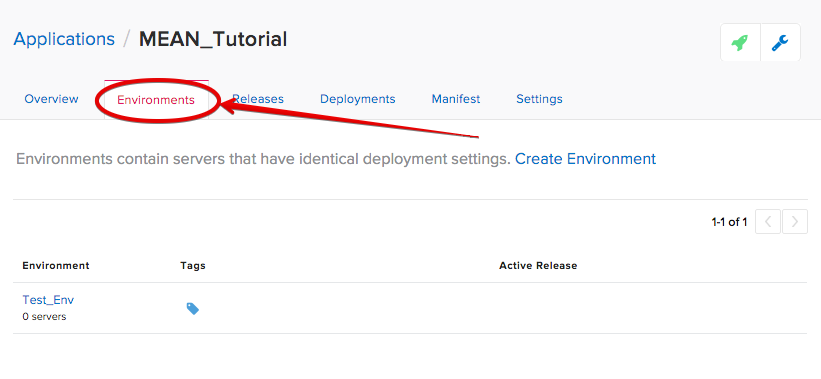 Applications / MEAN_Tutorial
Overview Environments Releases Deployments Manifest Settings
Environments contain servers that have identical deployment settings. Create Environment
1-1 of 1
Environment Tags Active Release
Test_Env
0 servers